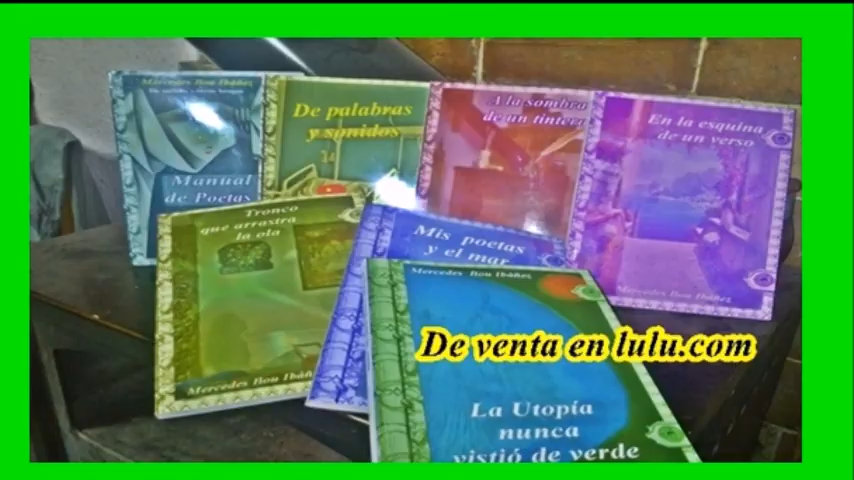 Mercedes Bou Ibáñez
Manual
de Poetas
De palabras
y sonidos
A la sombra
de un tintero
En la esquina
de un verso
Mercedes Bou Ibáñez
Tronco
que arrastra
la ola
Mercedes Bou Ibáñez
Mis poetas
y el mar
Mercedes Bou Ibáñez
De venta en lulu.com
La Utopía
nunca
vistió de verde